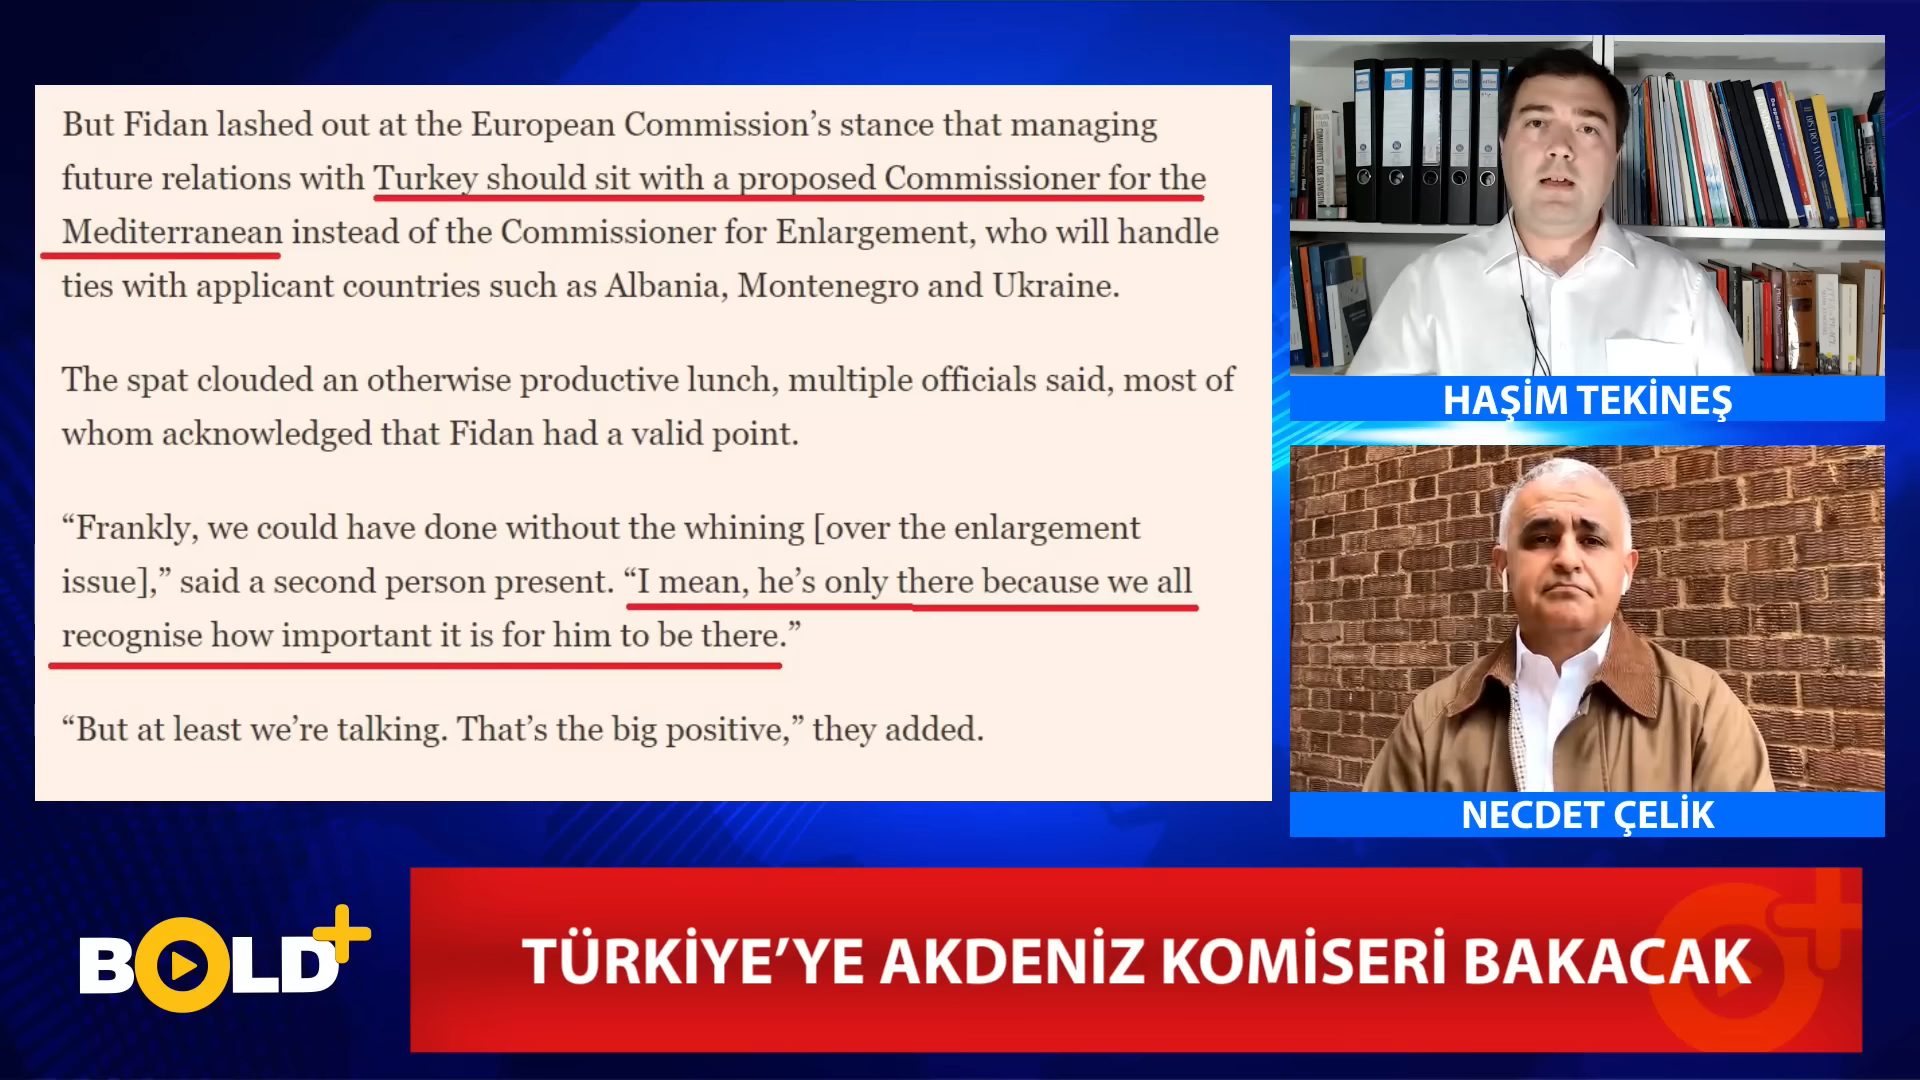 But Fidan lashed out at the European Commission’s stance that managing
future relations with Turkey should sit with a proposed Commissioner for the
Mediterranean instead of the Commissioner for Enlargement, who will handle
ties with applicant countries such as Albania, Montenegro and Ukraine.
The spat clouded an otherwise productive lunch, multiple officials said, most of
whom acknowledged that Fidan had a valid point.
“Frankly, we could have done without the whining [over the enlargement
issue],” said a second person present. “I mean, he’s only there because we all
recognise how important it is for him to be there.”
“But at least we’re talking. That’s the big positive,” they added.
HAŞİM TEKİNEŞ
NECDET ÇELİK
BOLD+
TÜRKİYE’YE AKDENİZ KOMİSERİ BAKACAK